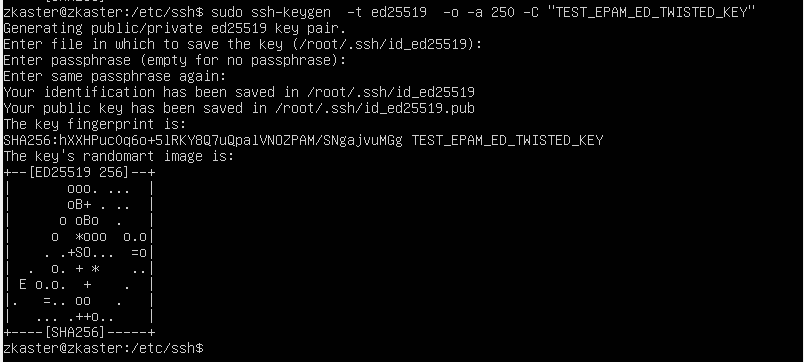 zkaster@zkaster:/etc/ssh$ sudo ssh-keygen  -t ed25519  -o -a 250 -C "TEST_EPAM_ED_TWISTED_KEY"
Generating public/private ed25519 key pair.
Enter file in which to save the key (/root/.ssh/id_ed25519):
Enter passphrase (empty for no passphrase):
Enter same passphrase again:
Your identification has been saved in /root/.ssh/id_ed25519
Your public key has been saved in /root/.ssh/id_ed25519.pub
The key fingerprint is:
SHA256:hXXHPucOq6o+5lRKY8Q7uQpalVNOZPAM/SNgajvuMGg TEST_EPAM_ED_TWISTED_KEY
The key's randomart image is:
+--[ED25519 256]--+
|       ooo. ...  |
|       oB+ . ..  |
|      o oBo  .   |
|     o  *ooo  o.o|
|    . .+SO...  =o|
|  .  o. + *    ..|
| E o.o.  +    .  |
|.   =.. oo   .   |
|   ... .++o..    |
+----[SHA256]-----+
zkaster@zkaster:/etc/ssh$